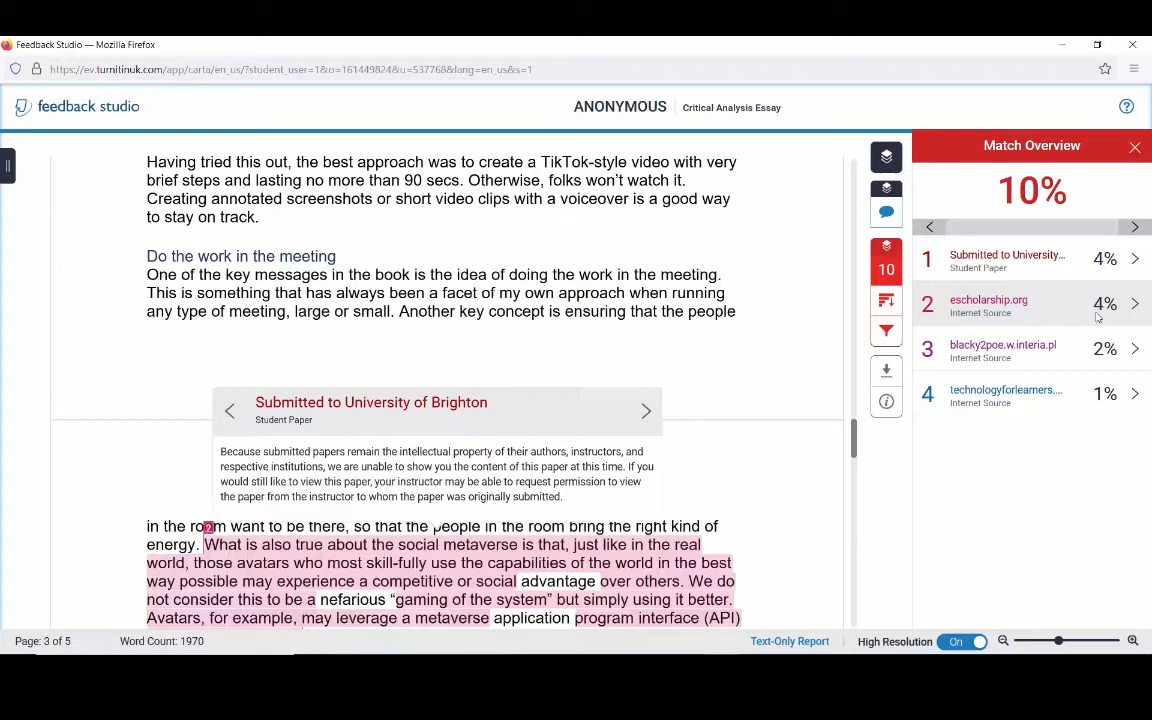 Feedback Studio — Mozilla Firefox
https://ev.turnitinuk.com/app/carta/en_us/?student_user=1&o=161449824&u=537768&lang=en_us&s=1
feedback studio
ANONYMOUS
Critical Analysis Essay
?
Having tried this out, the best approach was to create a TikTok-style video with very
brief steps and lasting no more than 90 secs. Otherwise, folks won't watch it.
Creating annotated screenshots or short video clips with a voiceover is a good way
to stay on track.
Do the work in the meeting
One of the key messages in the book is the idea of doing the work in the meeting.
This is something that has always been a facet of my own approach when running
any type of meeting, large or small. Another key concept is ensuring that the people
Submitted to University of Brighton
Student Paper
Because submitted papers remain the intellectual property of their authors, instructors, and
respective institutions, we are unable to show you the content of this paper at this time. If you
would still like to view this paper, your instructor may be able to request permission to view
the paper from the instructor to whom the paper was originally submitted.
in the room want to be there, so that the people in the room bring the right kind of
2
energy. What is also true about the social metaverse is that, just like in the real
world, those avatars who most skill-fully use the capabilities of the world in the best
way possible may experience a competitive or social advantage over others. We do
not consider this to be a nefarious “gaming of the system” but simply using it better.
Avatars, for example, may leverage a metaverse application program interface (API)
10
Match Overview
10%
1 Submitted to University... 4%
Student Paper
2 escholarship.org 4%
Internet Source
3 blacky2poe.w.interia.pl 2%
Internet Source
4 technologyforlearners.... 1%
Internet Source
Page: 3 of 5
Word Count: 1970
Text-Only Report
High Resolution
On